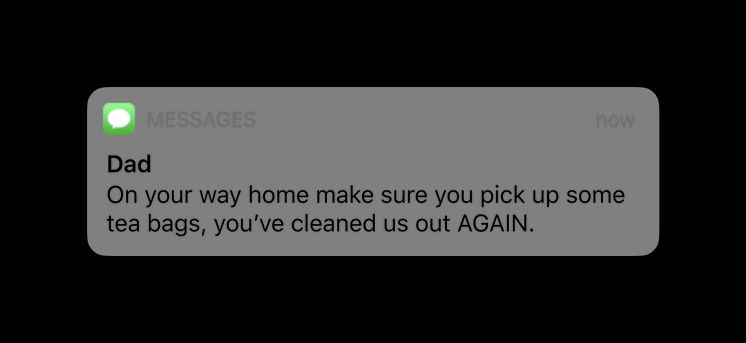 MESSAGES now
Dad
On your way home make sure you pick up some
tea bags, you’ve cleaned us out AGAIN.